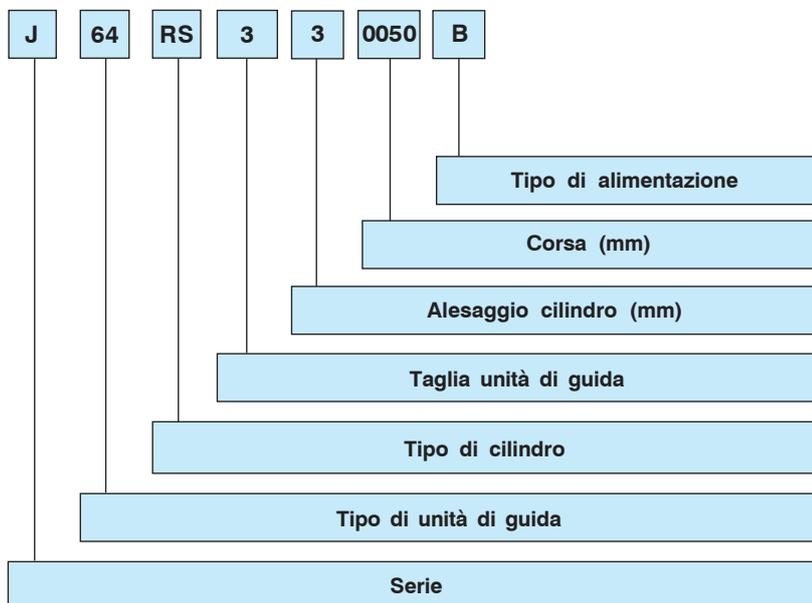 J 64 RS 3 3 0050 B
Tipo di alimentazione
Corsa (mm)
Alesaggio cilindro (mm)
Taglia unità di guida
Tipo di cilindro
Tipo di unità di guida
Serie